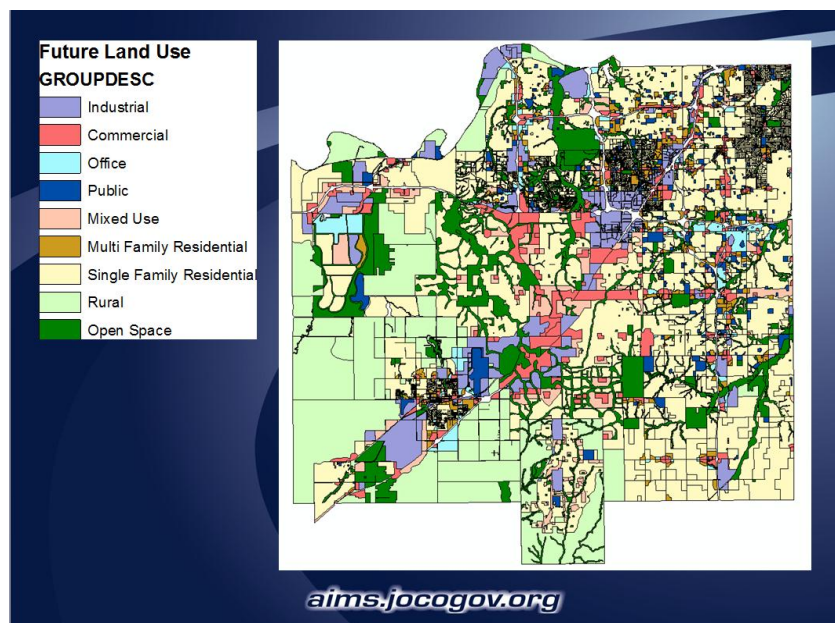 Future Land Use
GROUPDESC
Industrial
Commercial
Office
Public
Mixed Use
Multi Family Residential
Single Family Residential
Rural
Open Space
aims.jocogov.org